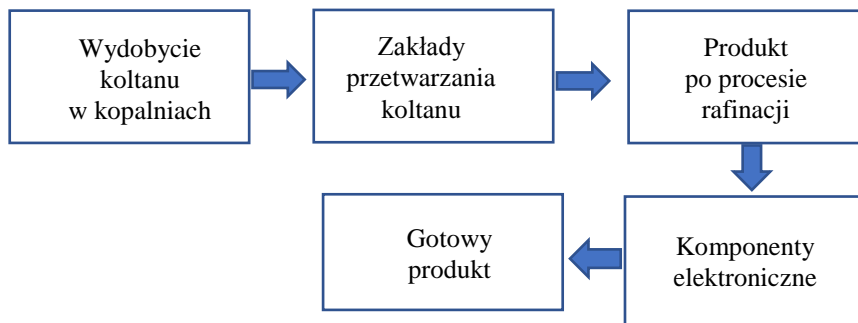 Wydobycie
koltanu
w kopalniach
Zakłady
przetwarzania
koltanu
Produkt
po procesie
rafinacji
Komponenty
elektroniczne
Gotowy
produkt